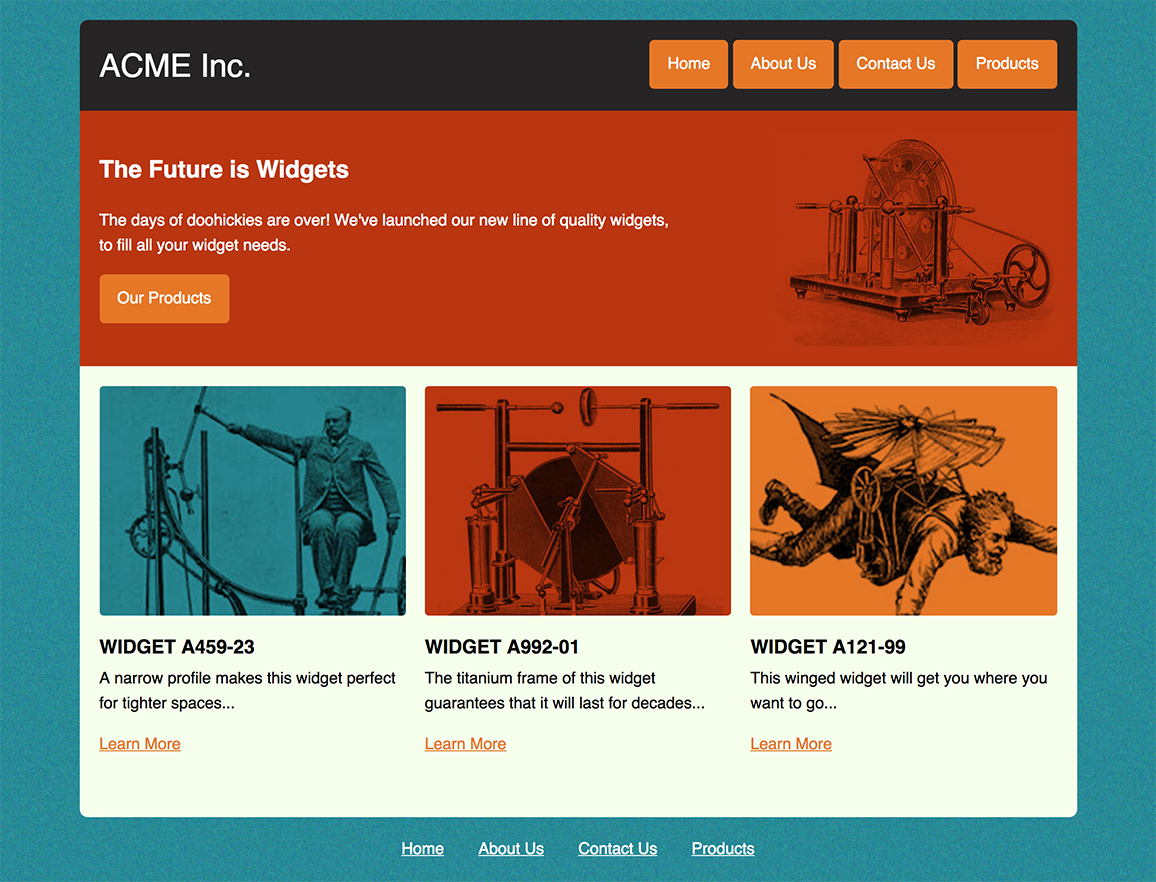 ACME Inc.
Home
About Us
Contact Us
Products
The Future is Widgets
The days of doohickies are over! We've launched our new line of quality widgets,
to fill all your widget needs.
Our Products
WIDGET A459-23
A narrow profile makes this widget perfect
for tighter spaces...
Learn More
WIDGET A992-01
The titanium frame of this widget
guarantees that it will last for decades...
Learn More
WIDGET A121-99
This winged widget will get you where you
want to go...
Learn More
Home
About Us
Contact Us
Products